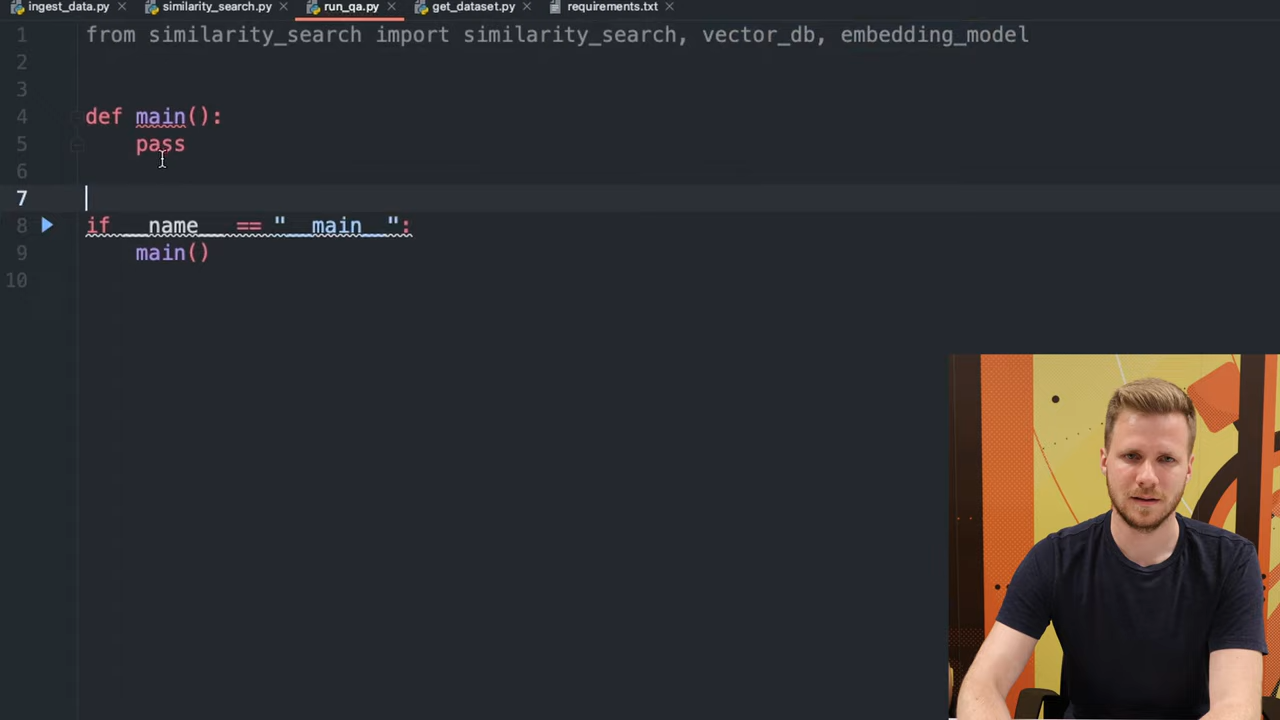 ingest_data.py similarity_search.py run_qa.py get_dataset.py requirements.txt
1 from similarity_search import similarity_search, vector_db, embedding_model
2
3
4 def main():
5 pass
6
7
8 if __name__ == "__main__":
9 main()
10